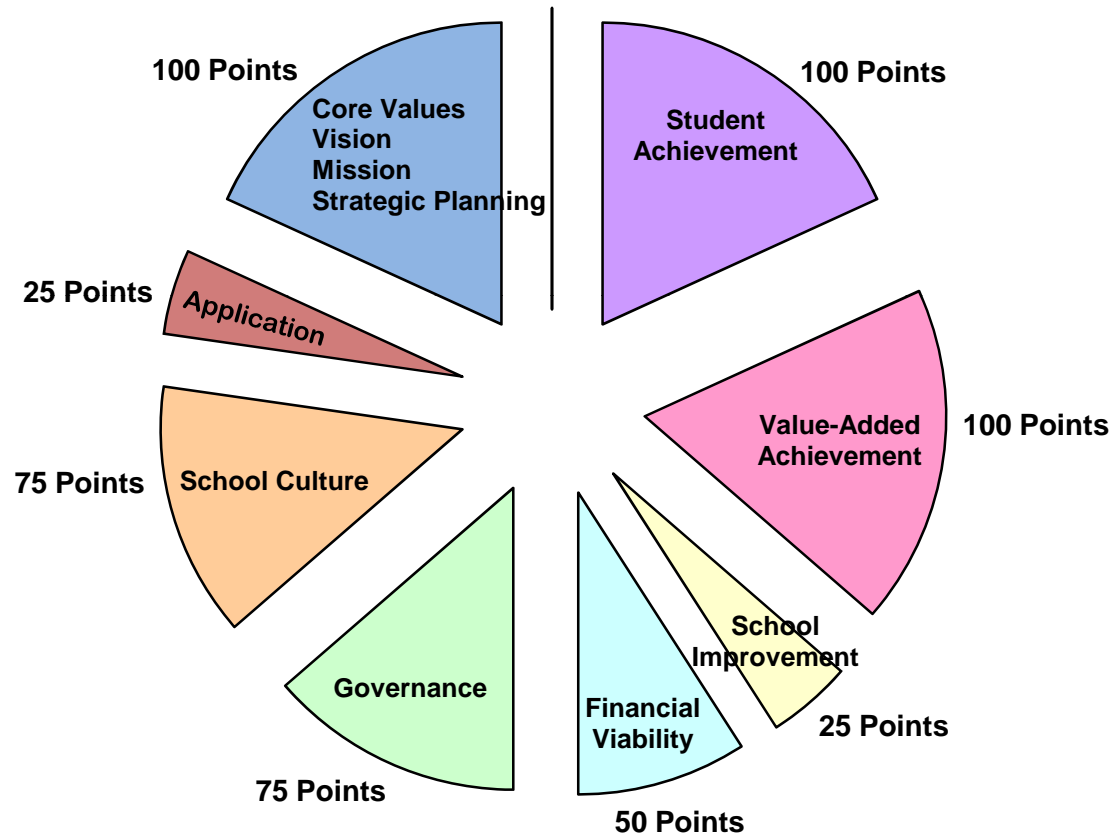 100 Points
Core Values
Vision
Mission
Strategic Planning
100 Points
Student
Achievement
25 Points
Application
Value-Added
Achievement
100 Points
75 Points
School Culture
School
Improvement
25 Points
Governance
75 Points
Financial
Viability
50 Points